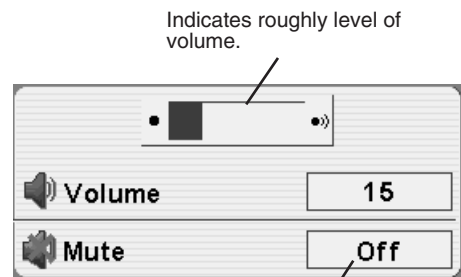 Indicates roughly level of
volume.
Volume 15
Mute Off